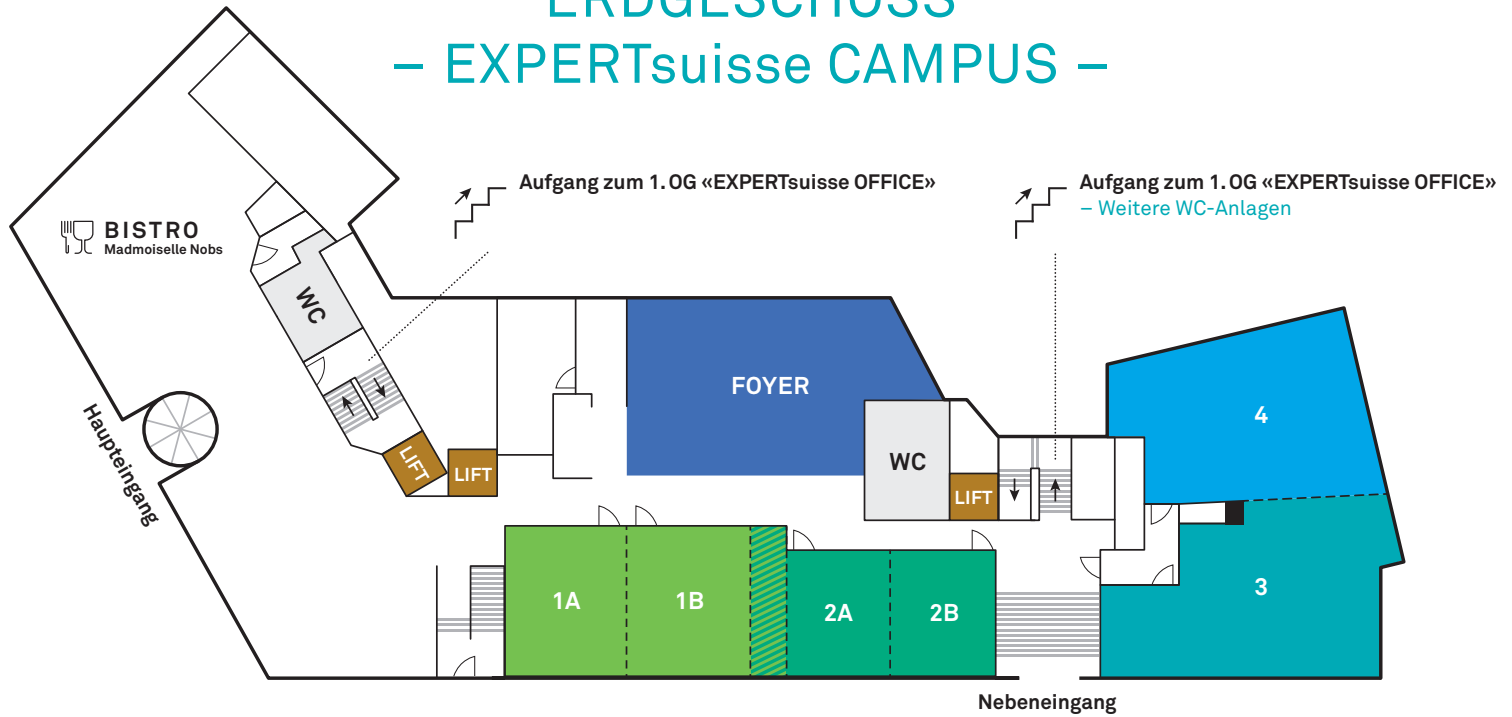 ERDGESCHOSS
– EXPERTsuisse CAMPUS –
Aufgang zum 1. OG «EXPERTsuisse OFFICE»
Aufgang zum 1. OG «EXPERTsuisse OFFICE»
– Weitere WC-Anlagen
BISTRO
Madmoiselle Nobs
WC
FOYER
4
Haupteingang
LIFT
LIFT
WC
LIFT
1A
1B
2A
2B
3
Nebeneingang